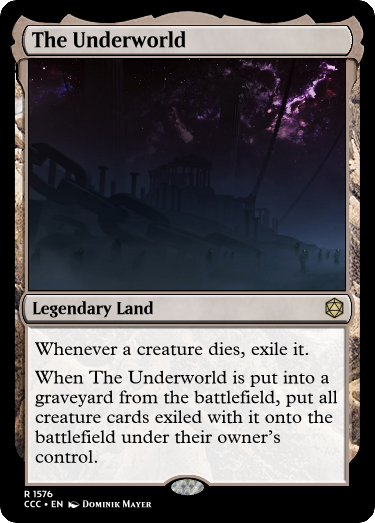 The Underworld
Legendary Land
Whenever a creature dies, exile it.
When The Underworld is put into a
graveyard from the battlefield, put all
creature cards exiled with it onto the
battlefield under their owner's
control.
R 1576
CCC • EN Dominik Mayer